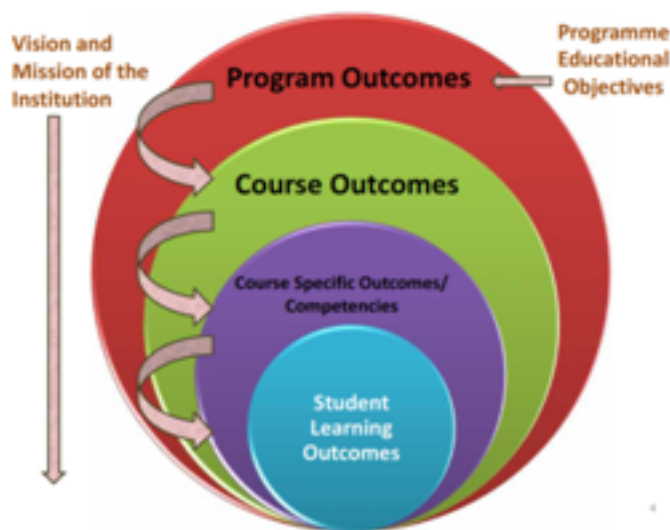 Vision and
Mission of the
Institution
Programme
Educational
Objectives
Program Outcomes
Course Outcomes
Course Specific Outcomes/
Competencies
Student
Learning
Outcomes
4